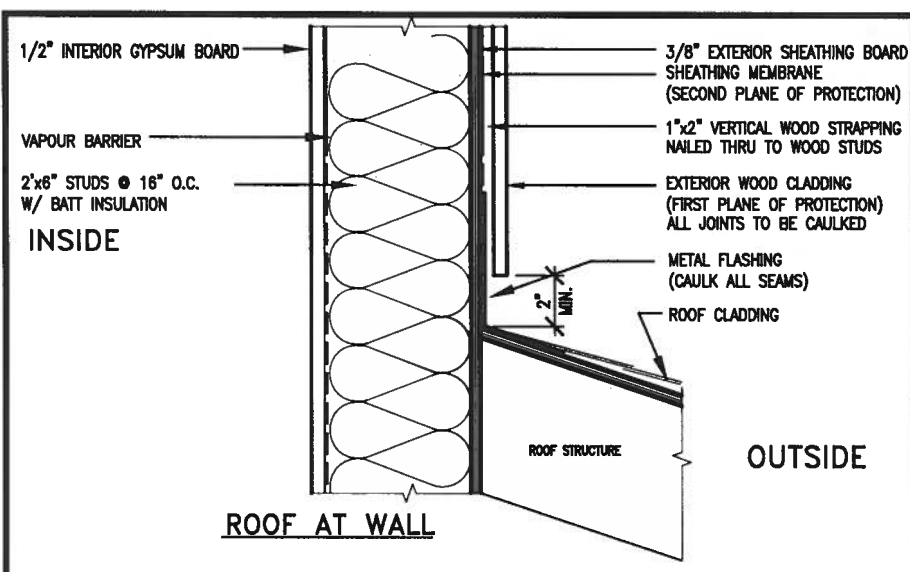 1/2" INTERIOR GYPSUM BOARD
VAPOUR BARRIER
2'x6" STUDS @ 16" O.C.
W/ BATT INSULATION
INSIDE
3/8" EXTERIOR SHEATHING BOARD
SHEATHING MEMBRANE
(SECOND PLANE OF PROTECTION)
1"x2" VERTICAL WOOD STRAPPING
NAILED THRU TO WOOD STUDS
EXTERIOR WOOD CLADDING
(FIRST PLANE OF PROTECTION)
ALL JOINTS TO BE CAULKED
METAL FLASHING
(CAULK ALL SEAMS)
2"
MIN.
ROOF CLADDING
ROOF STRUCTURE
OUTSIDE
ROOF AT WALL